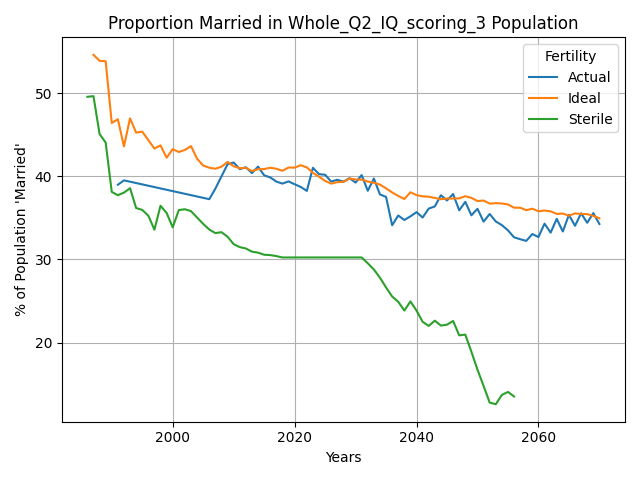 Proportion Married in Whole_Q2_IQ_scoring_3 Population
% of Population 'Married'
50
40
30
20
Fertility
Actual
Ideal
Sterile
2000
2020
2040
2060
Years